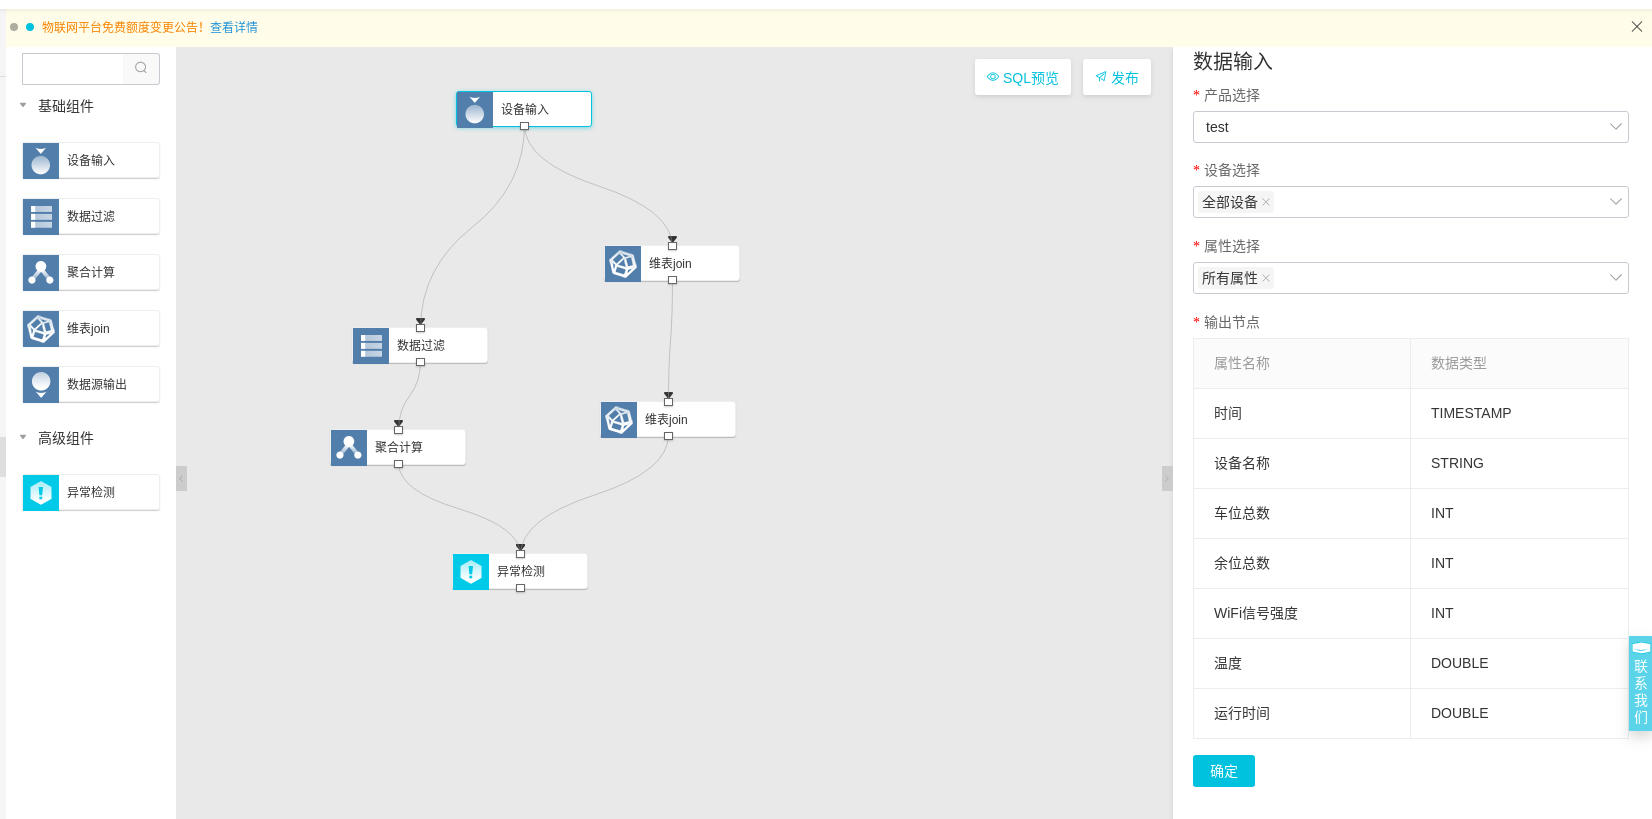 物联网平台免费额度变更公告！查看详情
基础组件
设备输入
数据过滤
聚合计算
维表join
数据源输出
高级组件
异常检测
SQL预览
发布
设备输入
维表join
数据过滤
维表join
聚合计算
异常检测
数据输入
* 产品选择
test
* 设备选择
全部设备 ×
* 属性选择
所有属性 ×
* 输出节点
属性名称 数据类型
时间 TIMESTAMP
设备名称 STRING
车位总数 INT
余位总数 INT
WiFi信号强度 INT
温度 DOUBLE
运行时间 DOUBLE
确定
联系我们